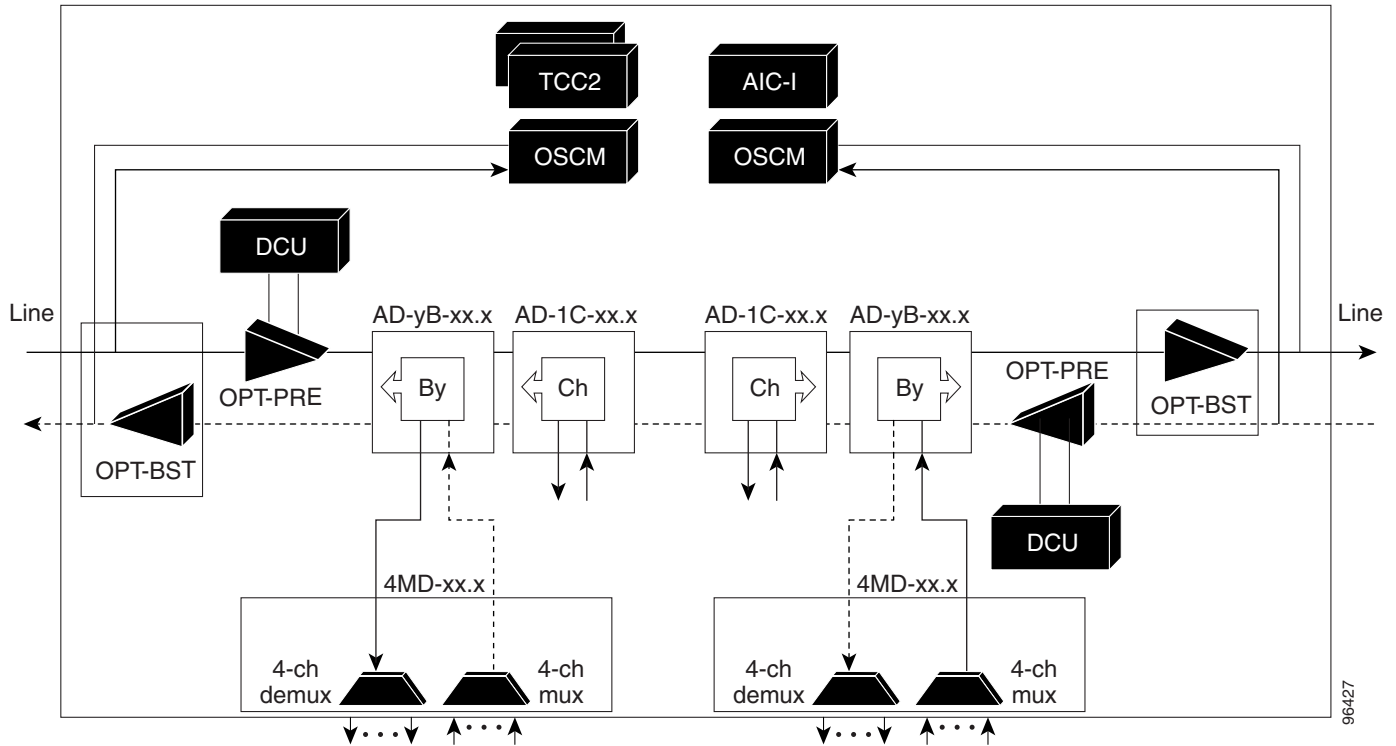 TCC2
AIC-I
OSCM
OSCM
DCU
Line
AD-yB-xx.x
AD-1C-xx.x
AD-1C-xx.x
AD-yB-xx.x
Line
By
Ch
Ch
By
OPT-PRE
OPT-PRE
OPT-BST
OPT-BST
DCU
4MD-xx.x
4MD-xx.x
4-ch
demux
4-ch
mux
4-ch
demux
4-ch
mux
96427